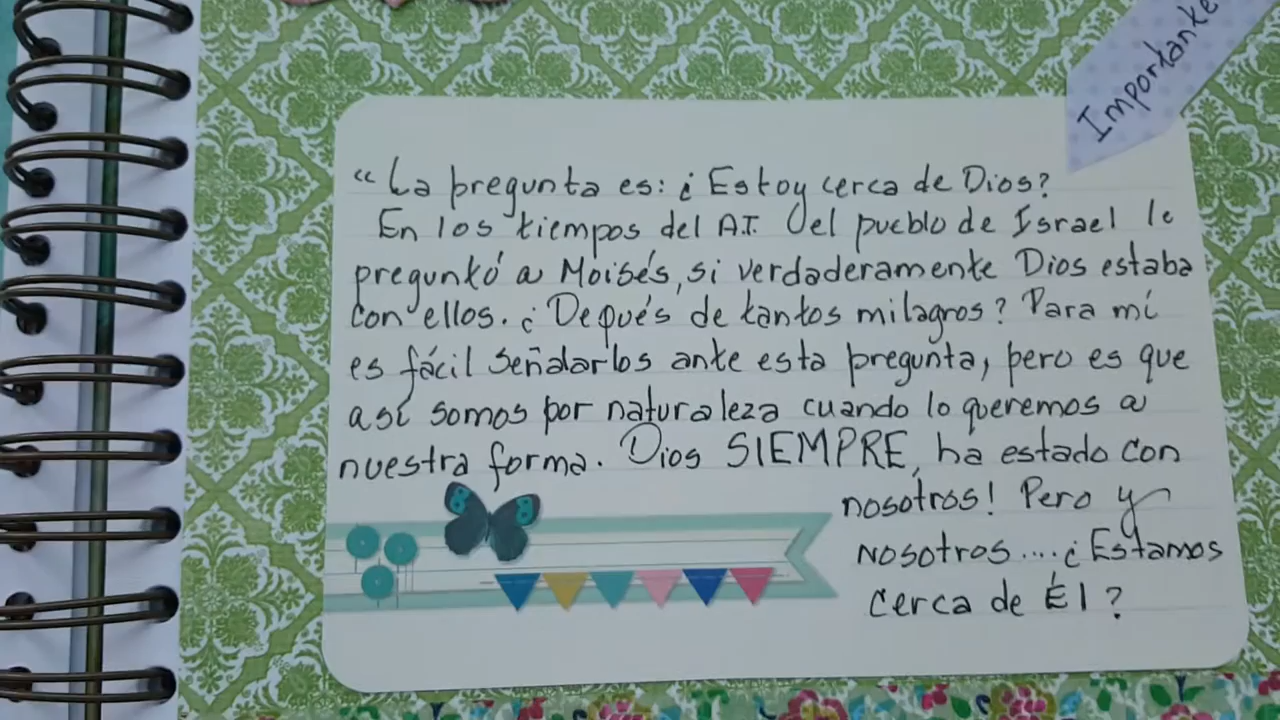 Importante
“La pregunta es: ¿Estoy cerca de Dios?
En los tiempos del A.T. el pueblo de Israel le
preguntó a Moisés, si verdaderamente Dios estaba
con ellos. ¿Depués de tantos milagros? Para mí
es fácil señalarlos ante esta pregunta, pero es que
así somos por naturaleza cuando lo queremos a
nuestra forma. Dios SIEMPRE, ha estado con
nosotros! Pero y
nosotros.... ¿Estamos
cerca de Él?